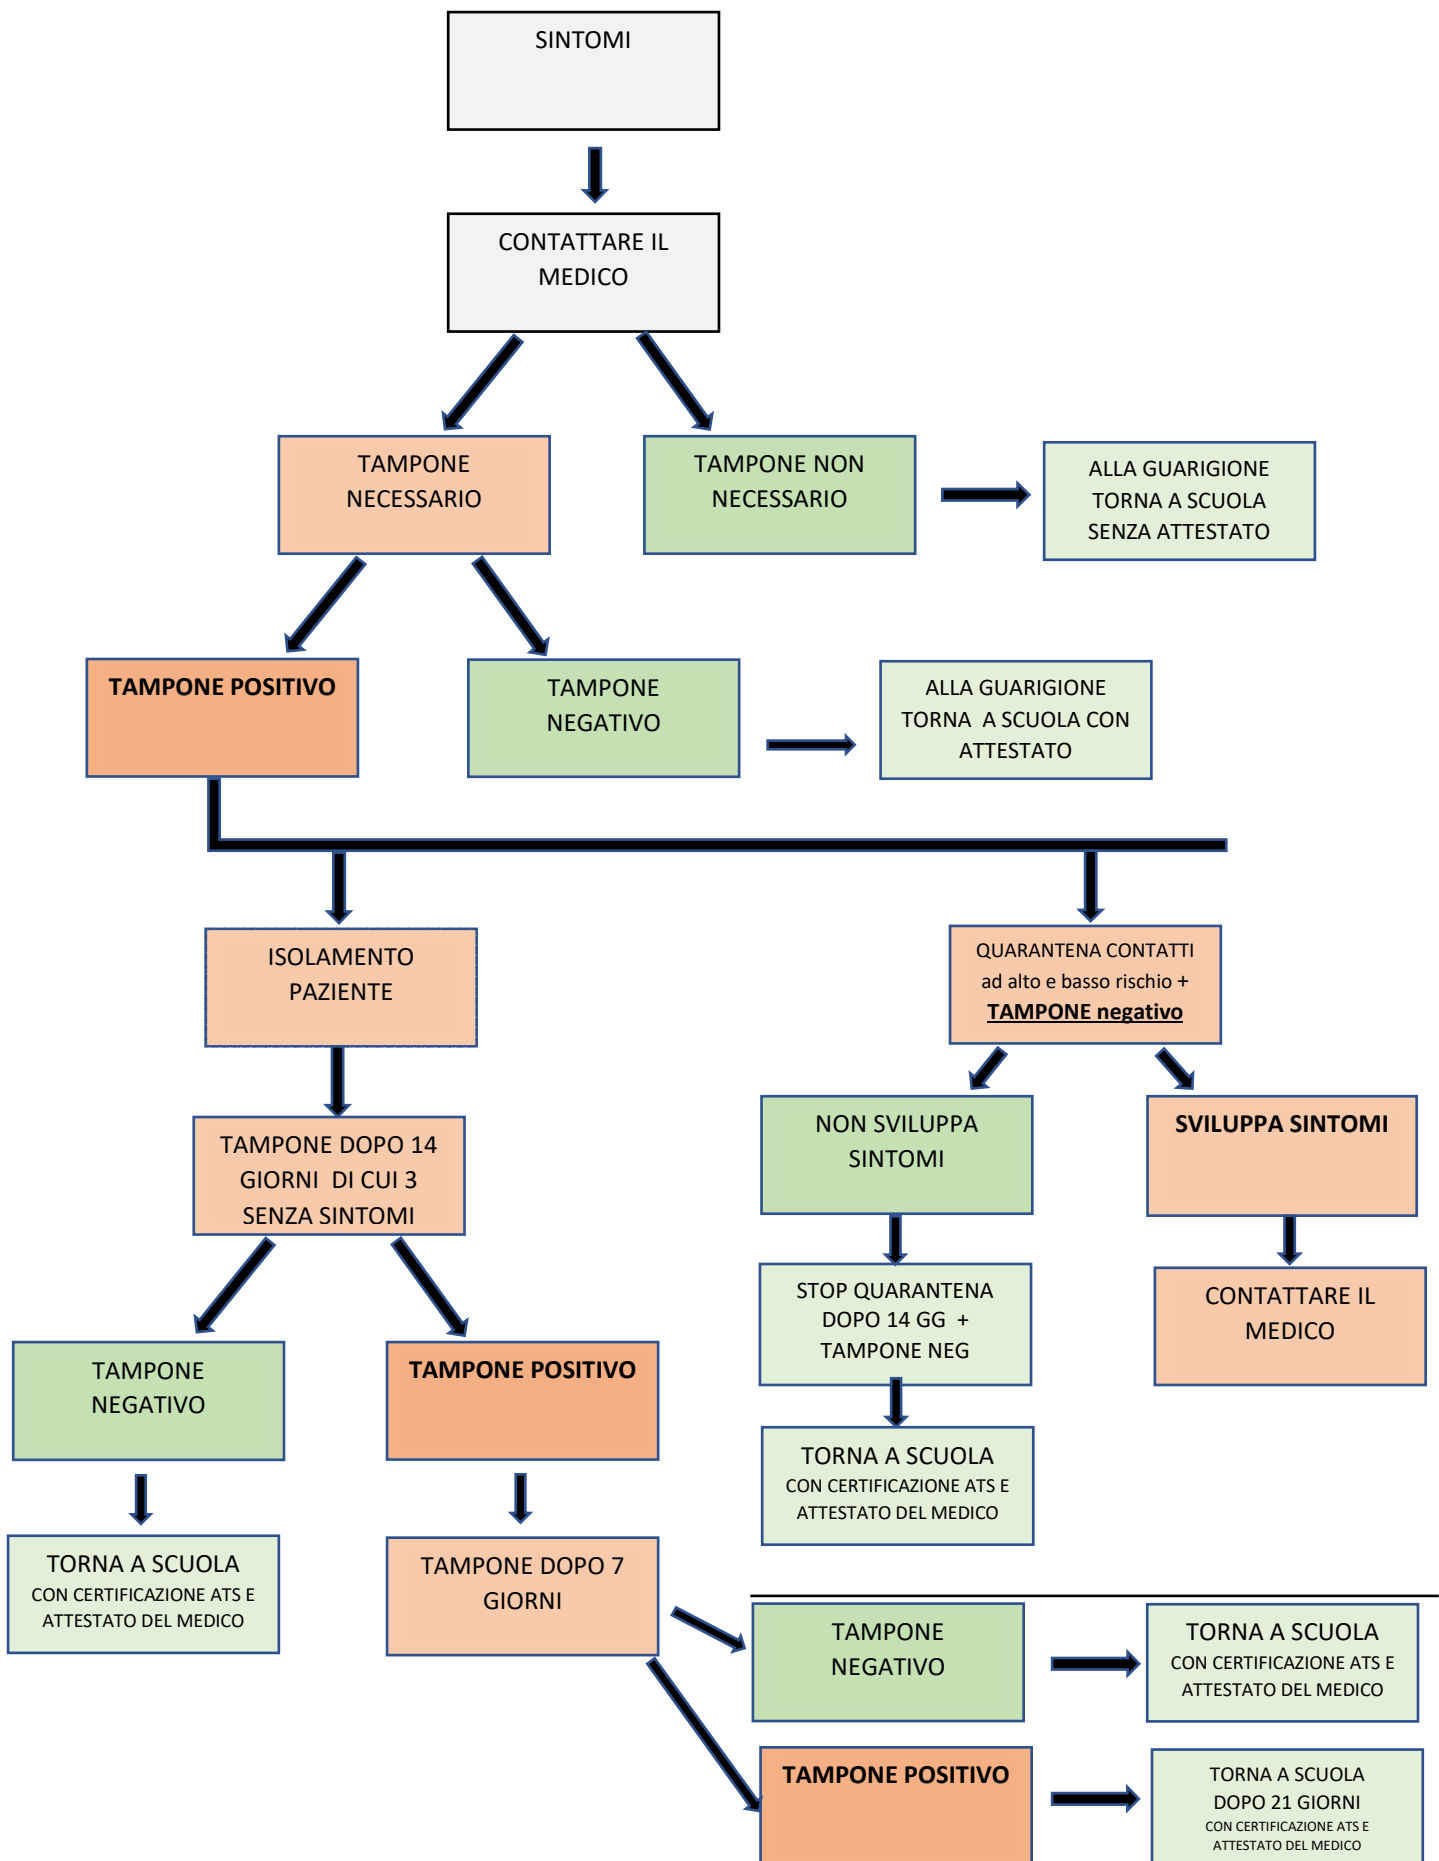 SINTOMI
CONTATTARE IL
MEDICO
TAMPONE
NECESSARIO
TAMPONE NON
NECESSARIO
ALLA GUARIGIONE
TORNA A SCUOLA
SENZA ATTESTATO
TAMPONE POSITIVO
TAMPONE
NEGATIVO
ALLA GUARIGIONE
TORNA A SCUOLA CON
ATTESTATO
ISOLAMENTO
PAZIENTE
QUARANTENA CONTATTI
ad alto e basso rischio +
TAMPONE negativo
TAMPONE DOPO 14
GIORNI DI CUI 3
SENZA SINTOMI
NON SVILUPPA
SINTOMI
SVILUPPA SINTOMI
STOP QUARANTENA
DOPO 14 GG +
TAMPONE NEG
CONTATTARE IL
MEDICO
TAMPONE
NEGATIVO
TAMPONE POSITIVO
TORNA A SCUOLA
CON CERTIFICAZIONE ATS E
ATTESTATO DEL MEDICO
TORNA A SCUOLA
CON CERTIFICAZIONE ATS E
ATTESTATO DEL MEDICO
TAMPONE DOPO 7
GIORNI
TAMPONE
NEGATIVO
TORNA A SCUOLA
CON CERTIFICAZIONE ATS E
ATTESTATO DEL MEDICO
TAMPONE POSITIVO
TORNA A SCUOLA
DOPO 21 GIORNI
CON CERTIFICAZIONE ATS E
ATTESTATO DEL MEDICO